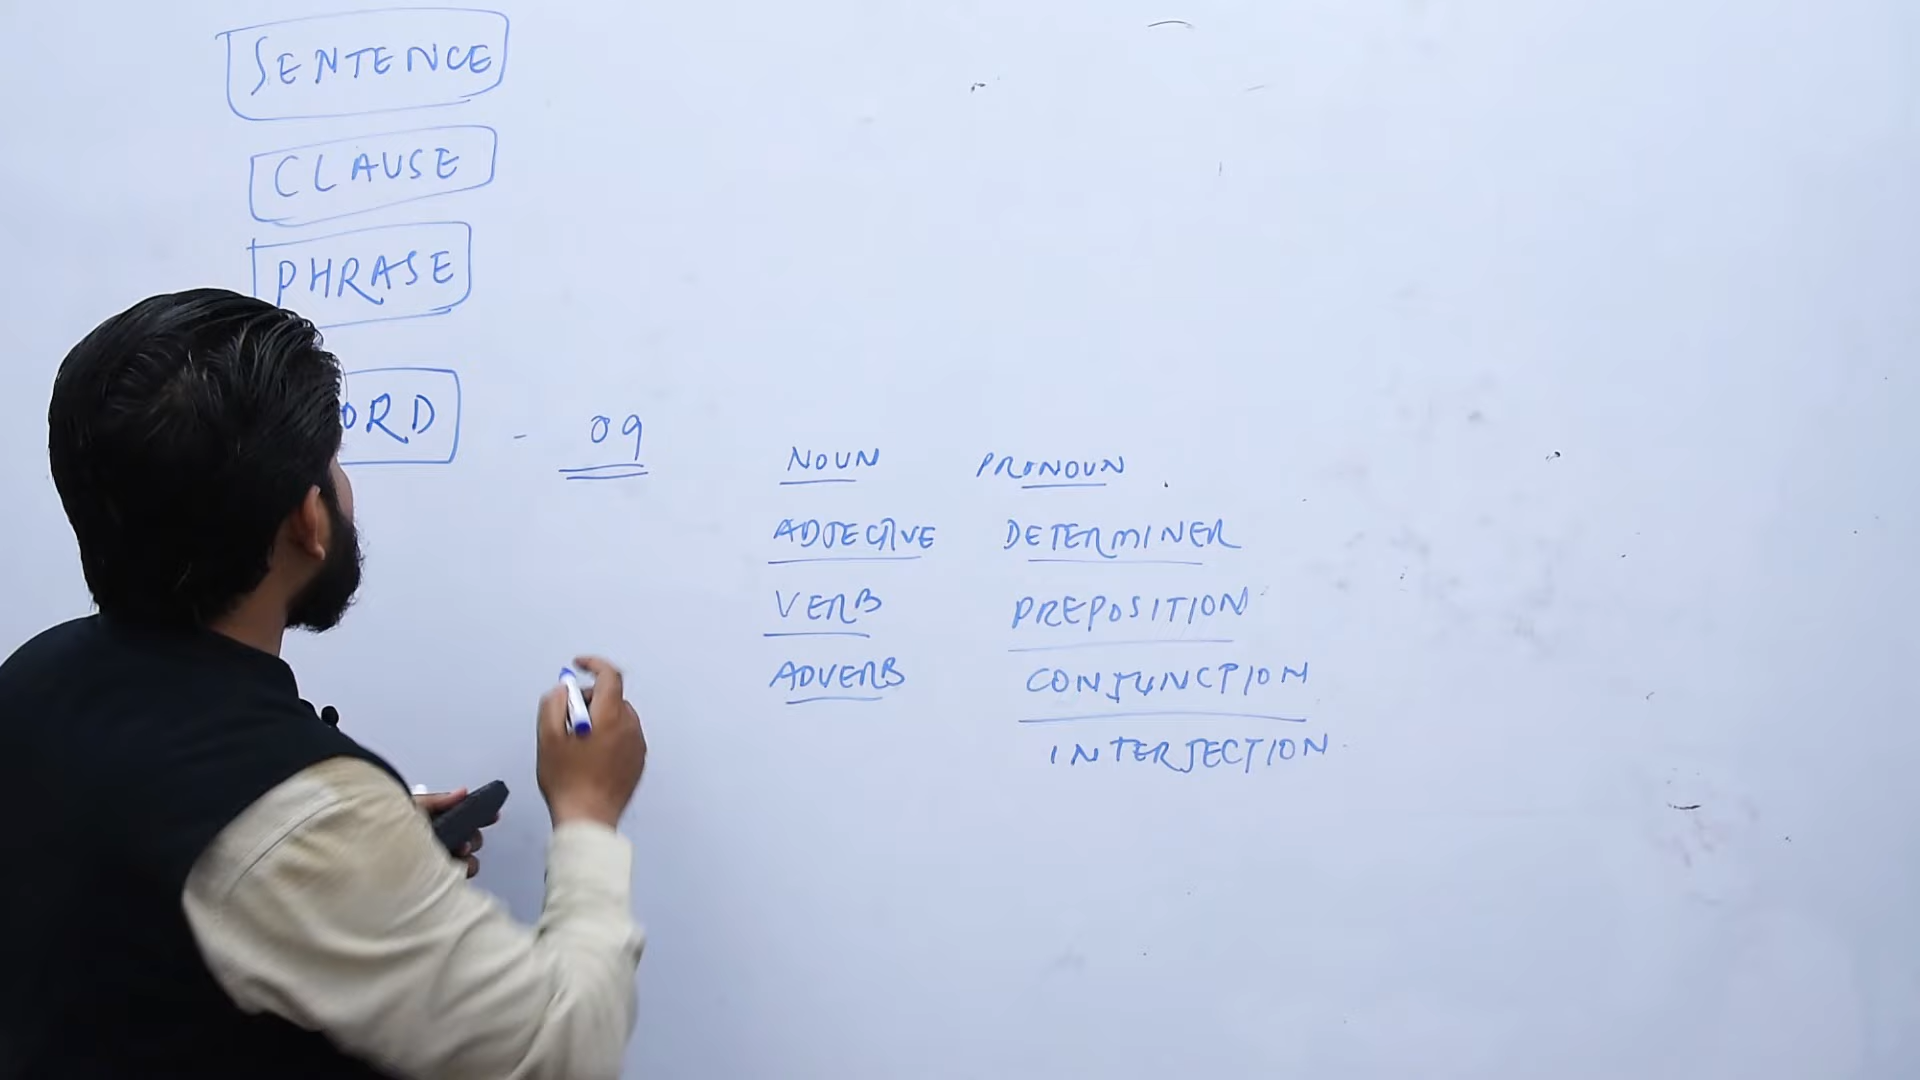 SENTENCE
CLAUSE
PHRASE
ORD - 09
NOUN PRONOUN
ADJECTIVE DETERMINER
VERB PREPOSITION
ADVERB CONJUNCTION
INTERJECTION